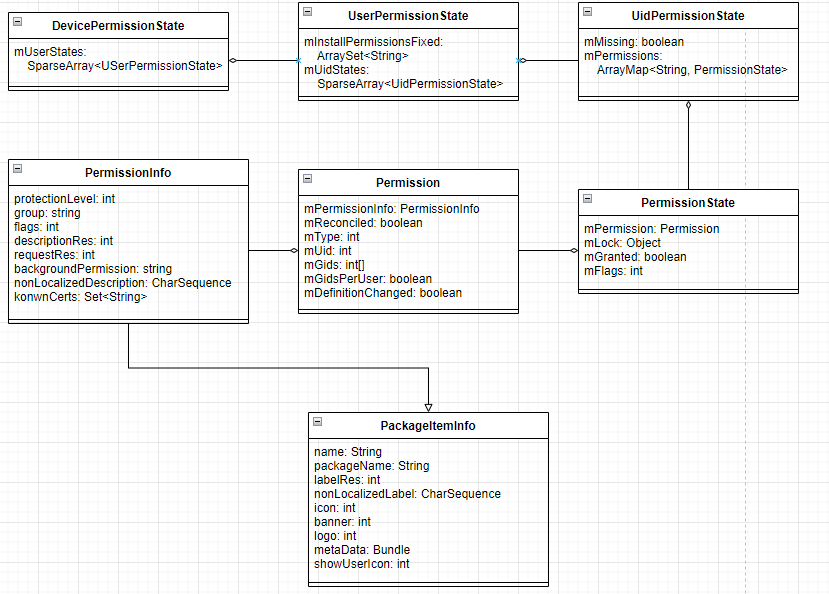 DevicePermissionState
mUserStates:
SparseArray<USerPermissionState>
UserPermissionState
mInstallPermissionsFixed:
ArraySet<String>
mUidStates:
SparseArray<UidPermissionState>
UidPermissionState
mMissing: boolean
mPermissions:
ArrayMap<String, PermissionState>
PermissionInfo
protectionLevel: int
group: string
flags: int
descriptionRes: int
requestRes: int
backgroundPermission: string
nonLocalizedDescription: CharSequence
konwnCerts: Set<String>
Permission
mPermissionInfo: PermissionInfo
mReconciled: boolean
mType: int
mUid: int
mGids: int[]
mGidsPerUser: boolean
mDefinitionChanged: boolean
PermissionState
mPermission: Permission
mLock: Object
mGranted: boolean
mFlags: int
PackageItemInfo
name: String
packageName: String
labelRes: int
nonLocalizedLabel: CharSequence
icon: int
banner: int
logo: int
metaData: Bundle
showUserIcon: int